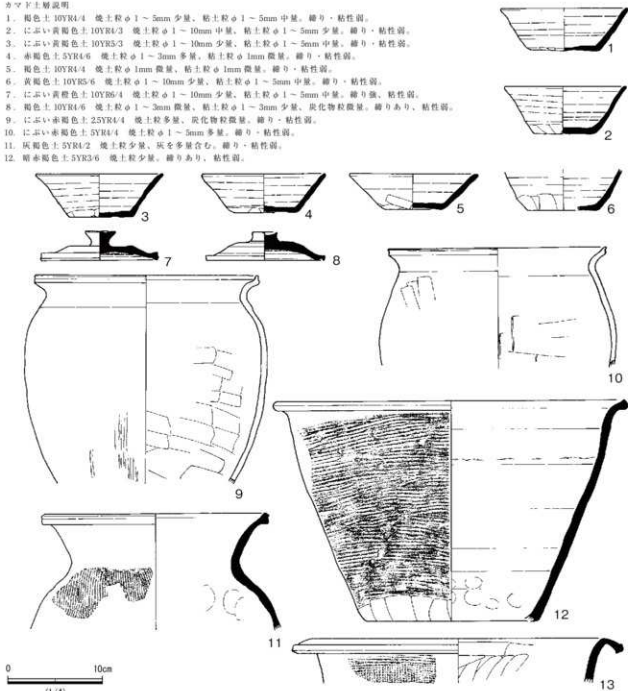 カマド土層説明
1．褐色土 10YR4/4　焼土粒φ1～5mm 少量、粘土粒φ1～5mm 中量。締り・粘性弱。
2．にぶい黄褐色土 10YR4/3　焼土粒φ1～10mm 中量、粘土粒φ1～5mm 少量。締り・粘性弱。
3．にぶい黄褐色土 10YR5/3　焼土粒φ1～10mm 少量、粘土粒φ1～5mm 中量。締り・粘性弱。
4．赤褐色土 5YR4/6　焼土粒φ1～3mm 多量、粘土粒φ1mm 微量。締り・粘性弱。
5．褐色土 10YR4/4　焼土粒φ1mm 微量、粘土粒φ1mm 微量。締り・粘性弱。
6．黄褐色土 10YR5/6　焼土粒φ1～10mm 少量、粘土粒φ1～5mm 少量。締り・粘性弱。
7．にぶい黄橙色土 10YR6/4　焼土粒φ1～10mm 少量、粘土粒φ1～5mm 中量。締り強、粘性弱。
8．褐色土 10YR4/6　焼土粒φ1～3mm 微量、粘土粒φ1～3mm 少量、炭化物粒微量。締りあり、粘性弱。
9．にぶい赤褐色土 2.5YR4/4　焼土粒多量、炭化物粒微量。締り・粘性弱。
10．にぶい赤褐色土 5YR4/4　焼土粒φ1～5mm 多量。締り・粘性弱。
11．灰褐色土 5YR4/2　焼土粒少量、灰を多量含む。締り・粘性弱。
12．暗赤褐色土 5YR3/6　焼土粒少量。締りあり、粘性弱。
1
2
3
4
5
6
7
8
9
10
11
12
13
0　10cm